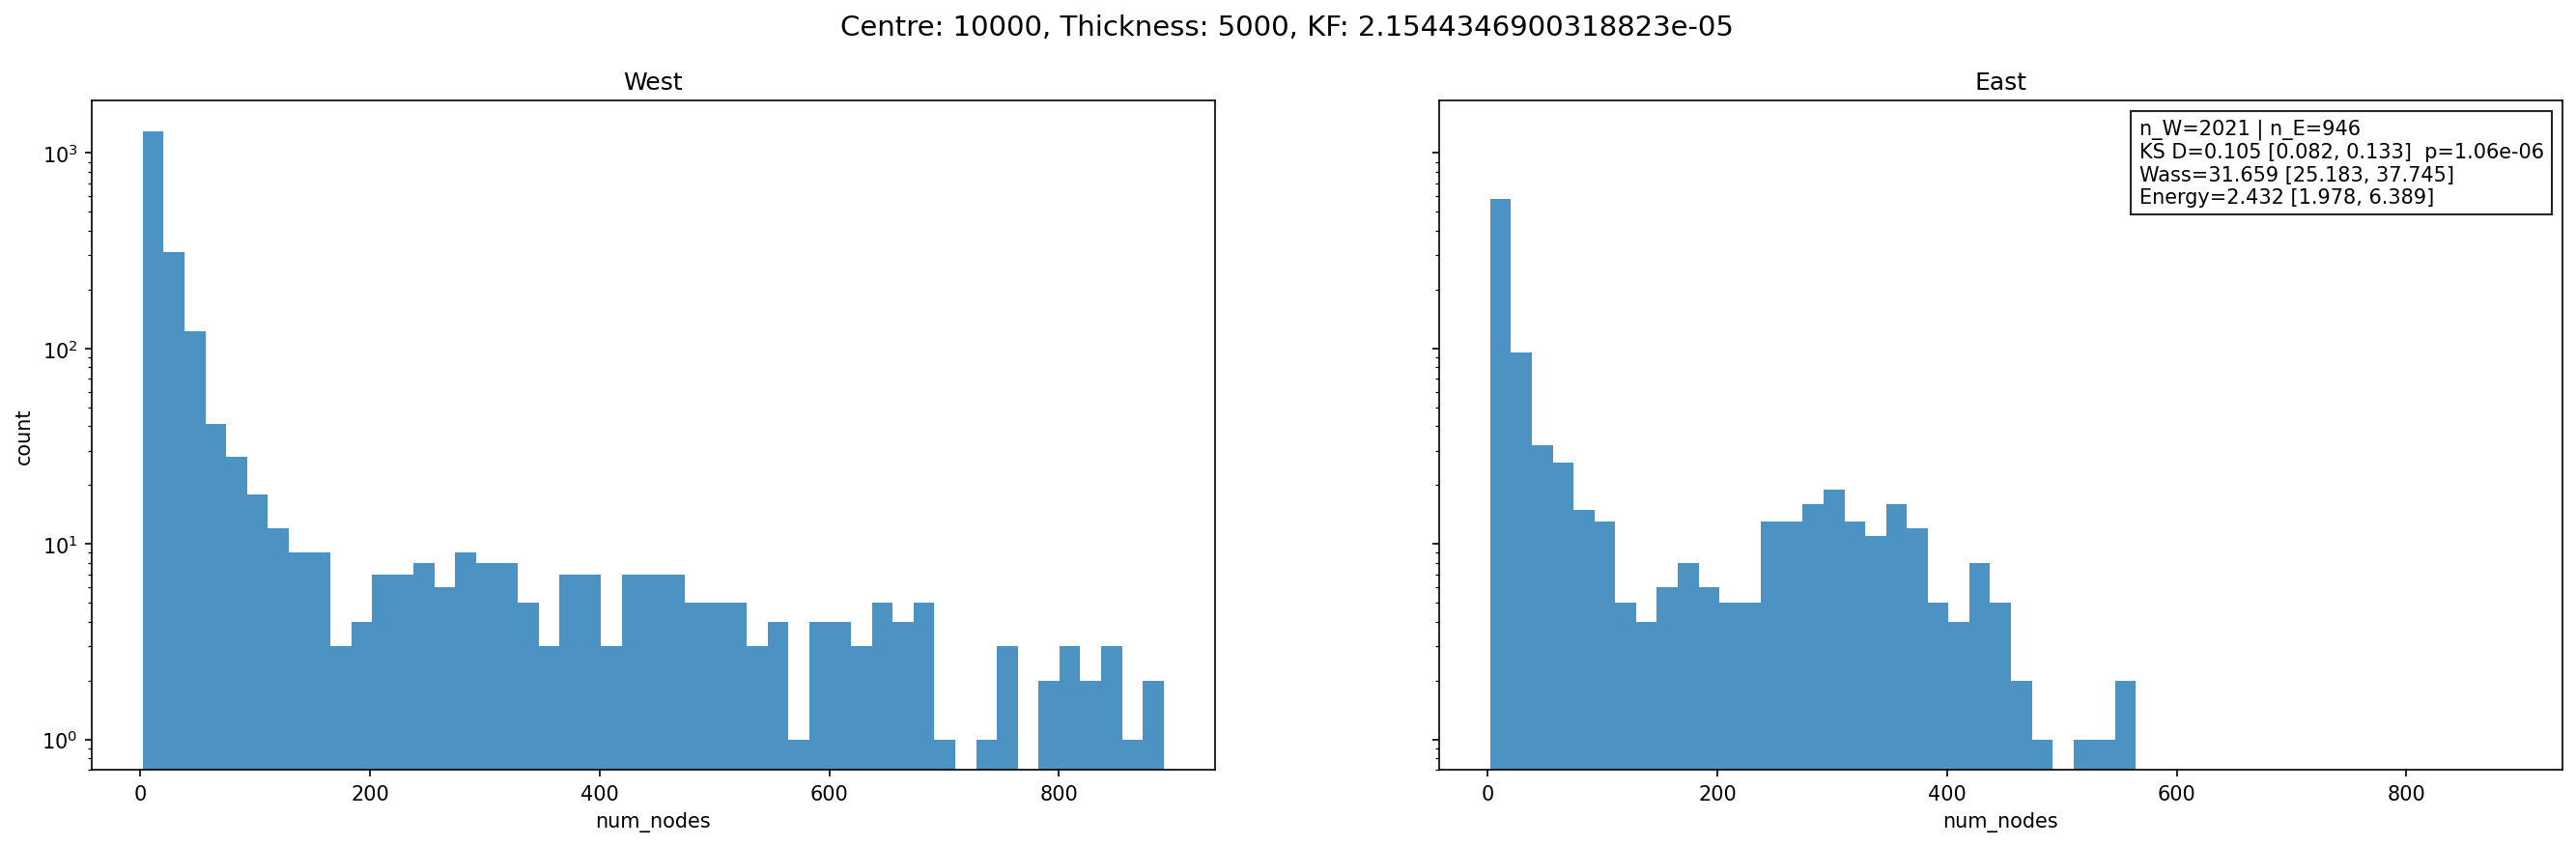 Centre: 10000, Thickness: 5000, KF: 2.1544346900318823e-05
West
10³
10²
10¹
10⁰
count
0 200 400 600 800
num_nodes
East
n_W=2021 | n_E=946
KS D=0.105 [0.082, 0.133]  p=1.06e-06
Wass=31.659 [25.183, 37.745]
Energy=2.432 [1.978, 6.389]
0 200 400 600 800
num_nodes